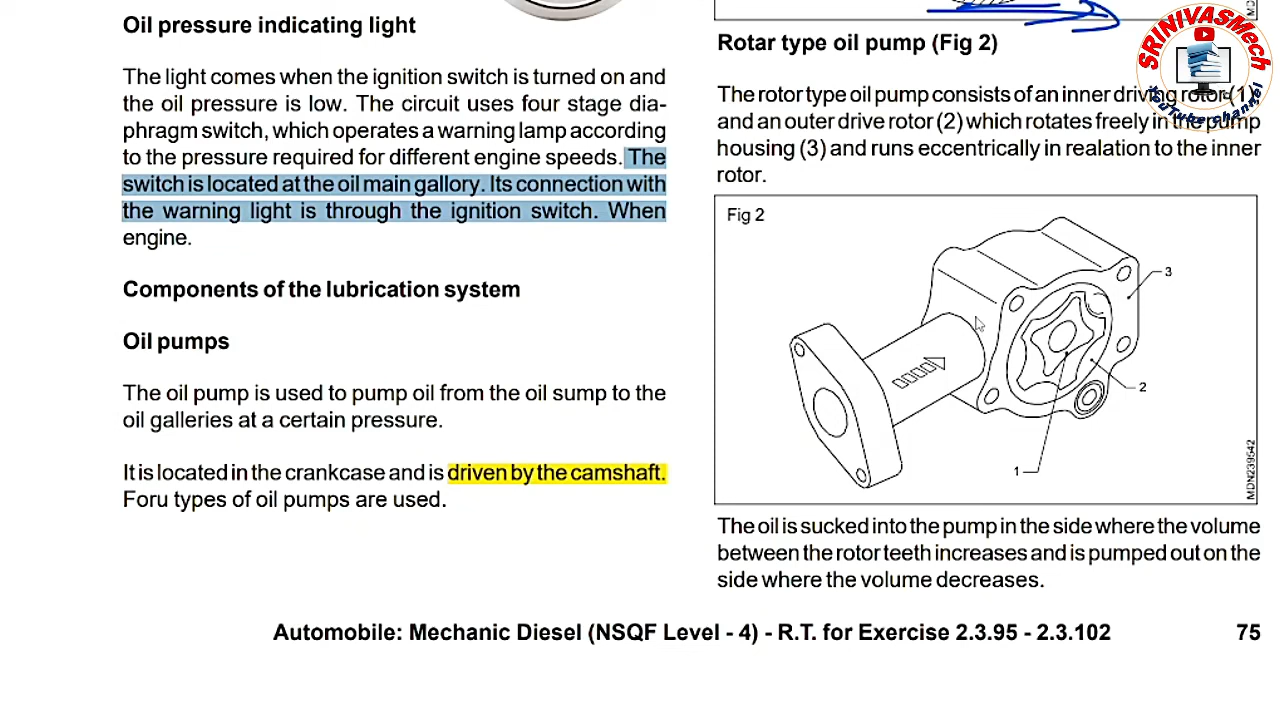 Oil pressure indicating light
The light comes when the ignition switch is turned on and
the oil pressure is low. The circuit uses four stage dia-
phragm switch, which operates a warning lamp according
to the pressure required for different engine speeds. The
switch is located at the oil main gallory. Its connection with
the warning light is through the ignition switch. When
engine.
Components of the lubrication system
Oil pumps
The oil pump is used to pump oil from the oil sump to the
oil galleries at a certain pressure.
It is located in the crankcase and is driven by the camshaft.
Foru types of oil pumps are used.
Rotar type oil pump (Fig 2)
The rotor type oil pump consists of an inner driving rotor (1)
and an outer drive rotor (2) which rotates freely in the pump
housing (3) and runs eccentrically in realation to the inner
rotor.
Fig 2
3
2
1
MDN239542
The oil is sucked into the pump in the side where the volume
between the rotor teeth increases and is pumped out on the
side where the volume decreases.
Automobile: Mechanic Diesel (NSQF Level - 4) - R.T. for Exercise 2.3.95 - 2.3.102
75
SRINIVASMech
YouTube channel